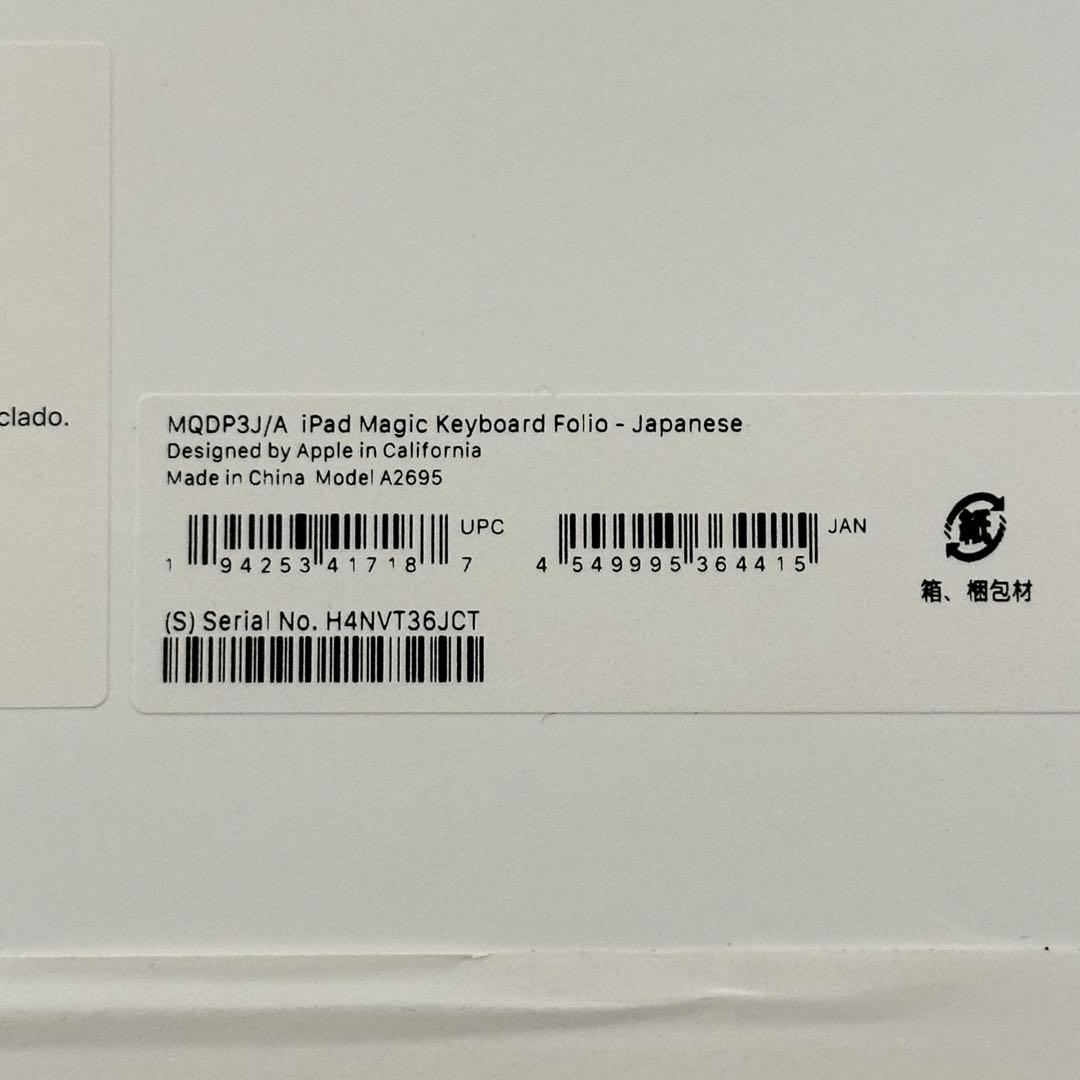 clado.
MQDP3J/A iPad Magic Keyboard Folio - Japanese
Designed by Apple in California
Made in China Model A2695
UPC
1 94253 41718 7
JAN
4 549995 364415
紙
箱、梱包材
(S) Serial No. H4NVT36JCT